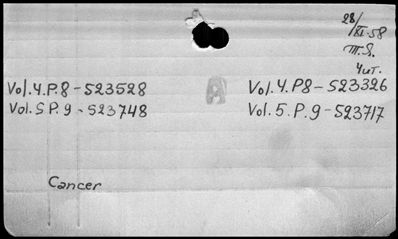 28/XI-58
Т.Я.
Чит.
Vol.4.P.8-523528
Vol.4.P8-523326
Vol.5.P.9-523748
Vol.5.P.9-523717
A
Cancer